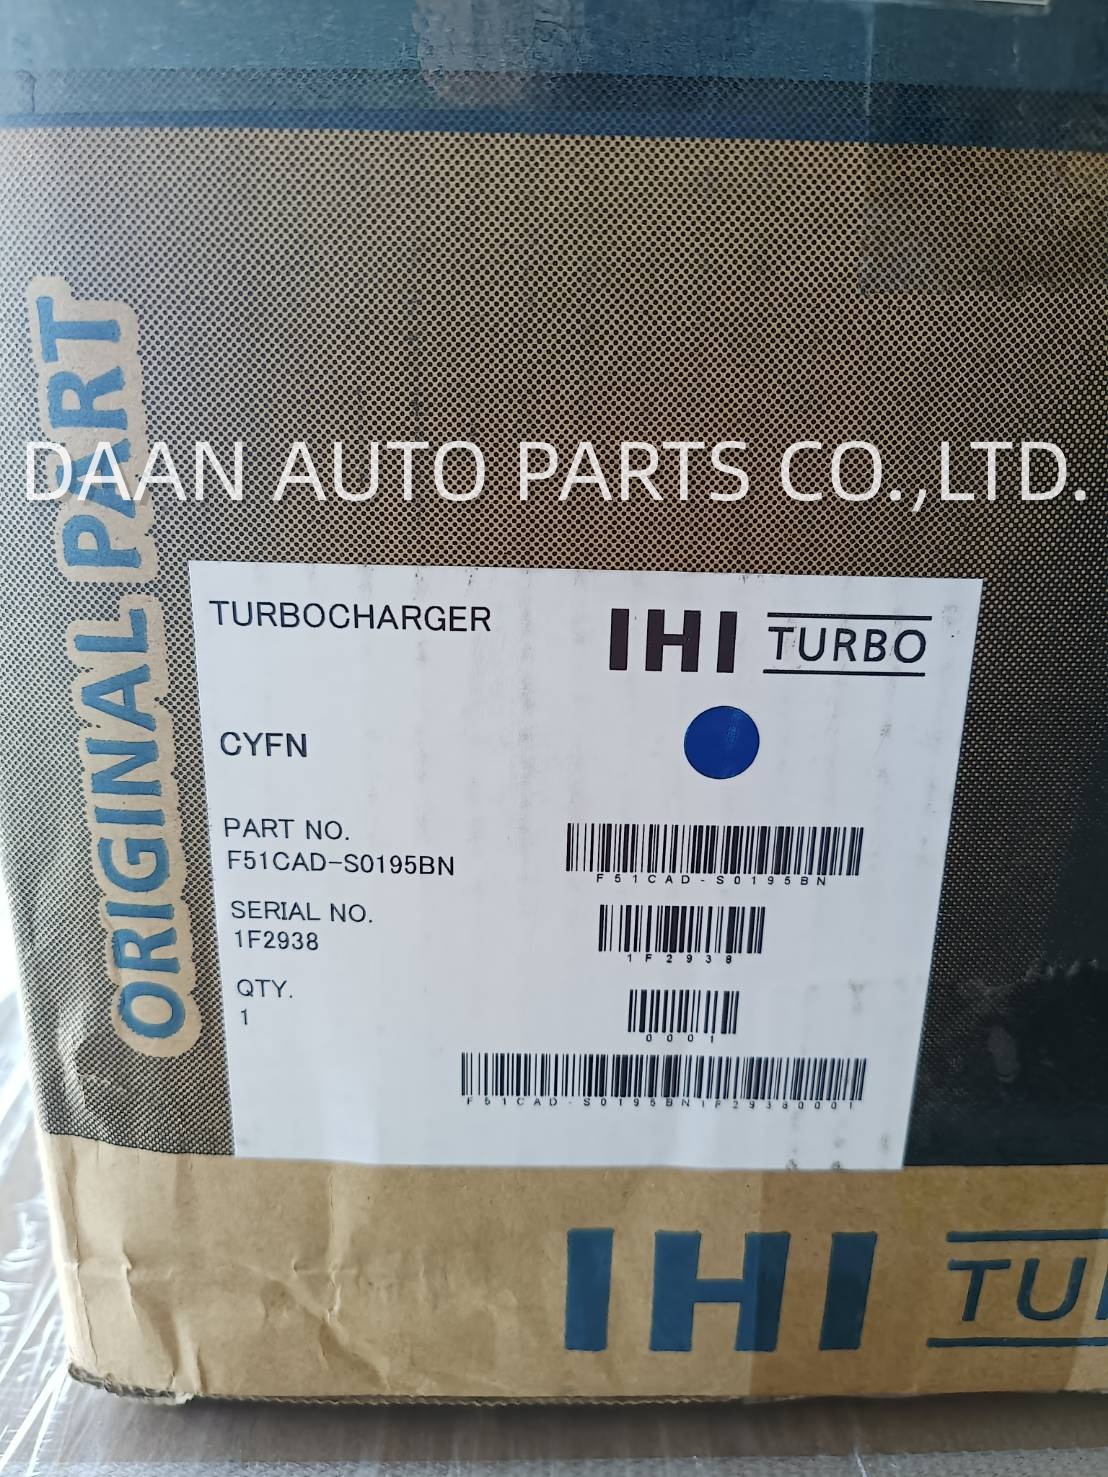 ORIGINAL PART
DAAN AUTO PARTS CO.,LTD.
TURBOCHARGER
IHI TURBO
CYFN
PART NO.
F51CAD-S0195BN
F51CAD-S0195BN
SERIAL NO.
1F2938
1F2938
QTY.
1
0001
F51CAD-S0195BN1F29380001
IHI TU